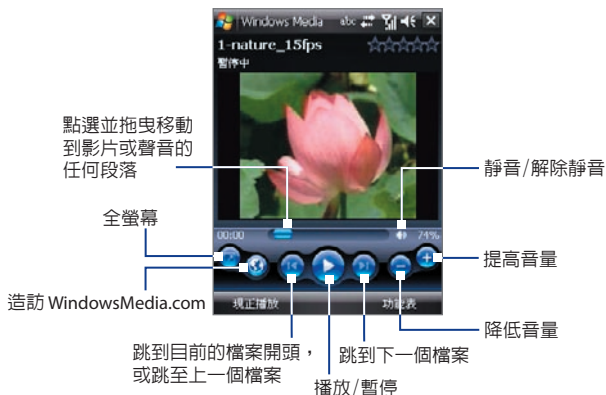 Windows Media abc
1-nature_15fps
暫停中
點選並拖曳移動
到影片或聲音的
任何段落
靜音/解除靜音
00:00
74%
全螢幕
提高音量
造訪 WindowsMedia.com
現正播放
功能表
降低音量
跳到目前的檔案開頭，
或跳至上一個檔案
跳到下一個檔案
播放/暫停